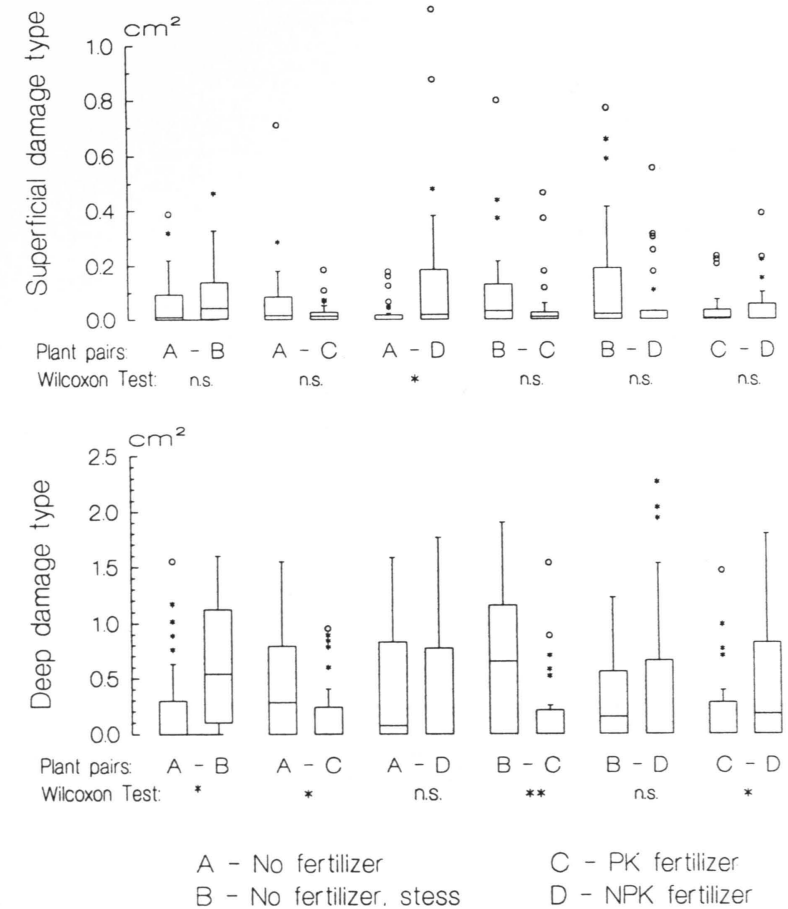 cm²
Superficial damage type
1.0
0.8
0.6
0.4
0.2
0.0
Plant pairs: A - B A - C A - D B - C B - D C - D
Wilcoxon Test: n.s. n.s. * n.s. n.s. n.s.
cm²
Deep damage type
2.5
2.0
1.5
1.0
0.5
0.0
Plant pairs: A - B A - C A - D B - C B - D C - D
Wilcoxon Test: * * n.s. ** n.s. *
A - No fertilizer C - PK fertilizer
B - No fertilizer, stess D - NPK fertilizer